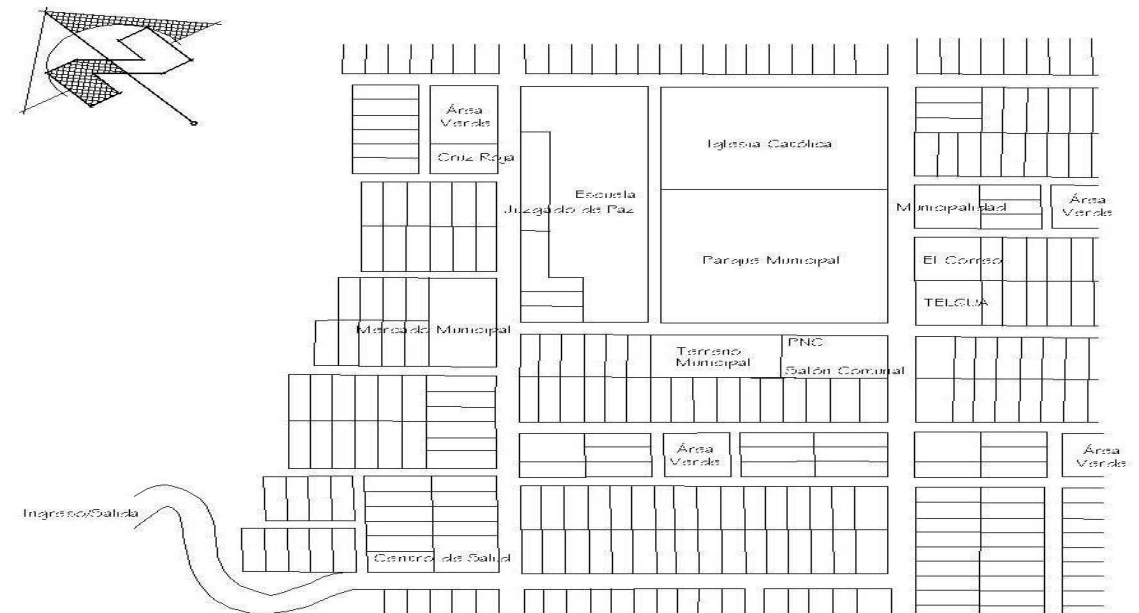 Área
Verde
Cruz Roja
Iglesia Católica
Escuela
Juzgado de Paz
Municipalidad
Área
Verde
Parque Municipal
El Correo
TELGUA
Mercado Municipal
Terreno
Municipal
PNC
Salón Comunal
Área
Verde
Área
Verde
Ingreso/Salida
Centro de Salud